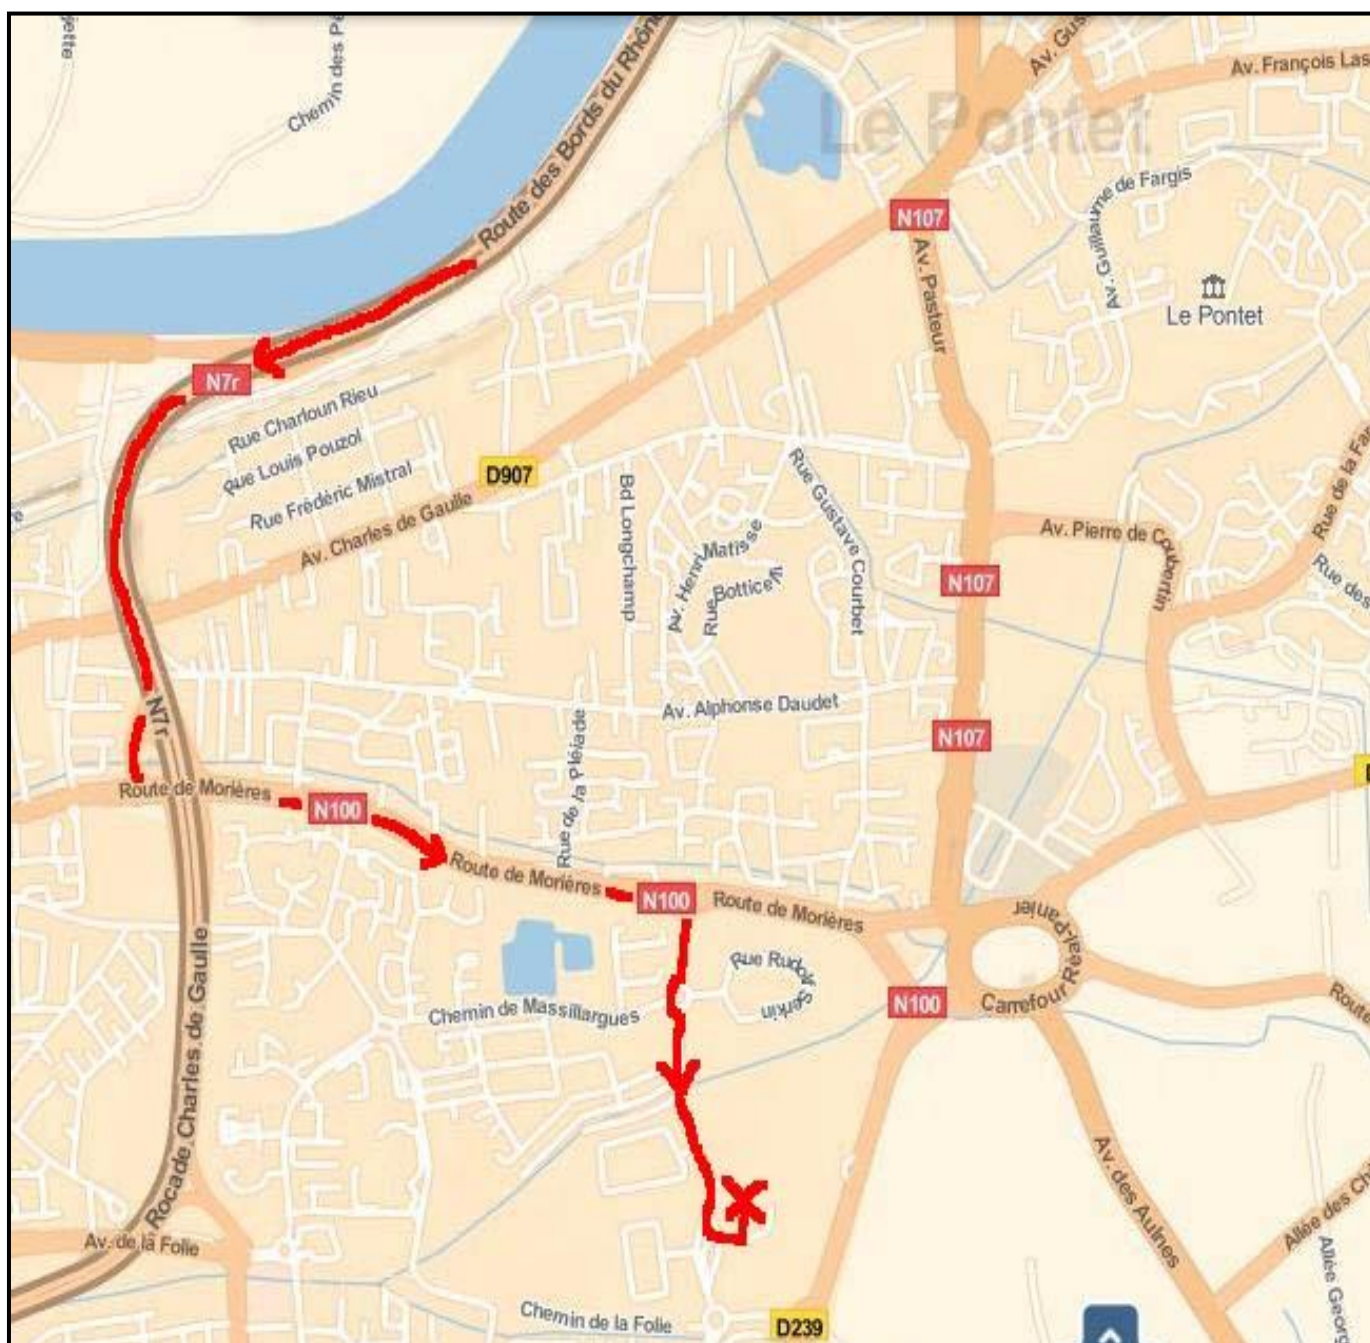 Chemin des
Route des Bords du Rhône
Av. Gus
Av. François Las
Le Pontet
Av. Guillaume de Fargis
N107
Av. Pasteur
Le Pontet
N7r
Rue Charloun Rieu
Rue Louis Pouzol
Rue Frédéric Mistral
D907
Av. Charles de Gaulle
Bd Longchamp
Av. Henri Matisse
Rue Botticelli
Rue Gustave Courbet
Av. Pierre de Coubertin
Rue de la
Rue des
N107
Av. Alphonse Daudet
N7r
N107
Rue de la Pléiade
Route de Morières
N100
Route de Morières
N100
Route de Morières
Carrefour Réal-Panier
Rue Rudolf Serkin
Chemin de Massillargues
N100
Route
Rocade Charles de Gaulle
Av. de la Folie
Av. des Aulnes
Allée des
Allée Georg
Chemin de la Folie
D239